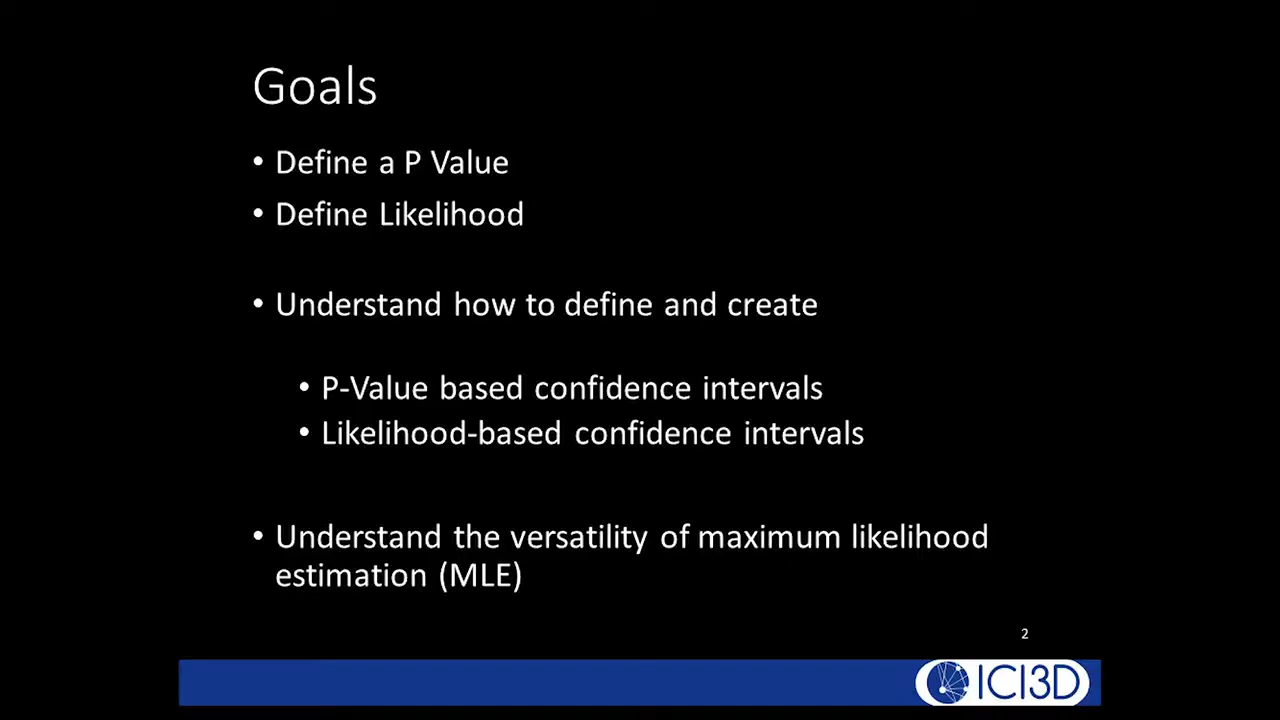 Goals
• Define a P Value
• Define Likelihood
• Understand how to define and create
• P-Value based confidence intervals
• Likelihood-based confidence intervals
• Understand the versatility of maximum likelihood
estimation (MLE)
2
ICI3D